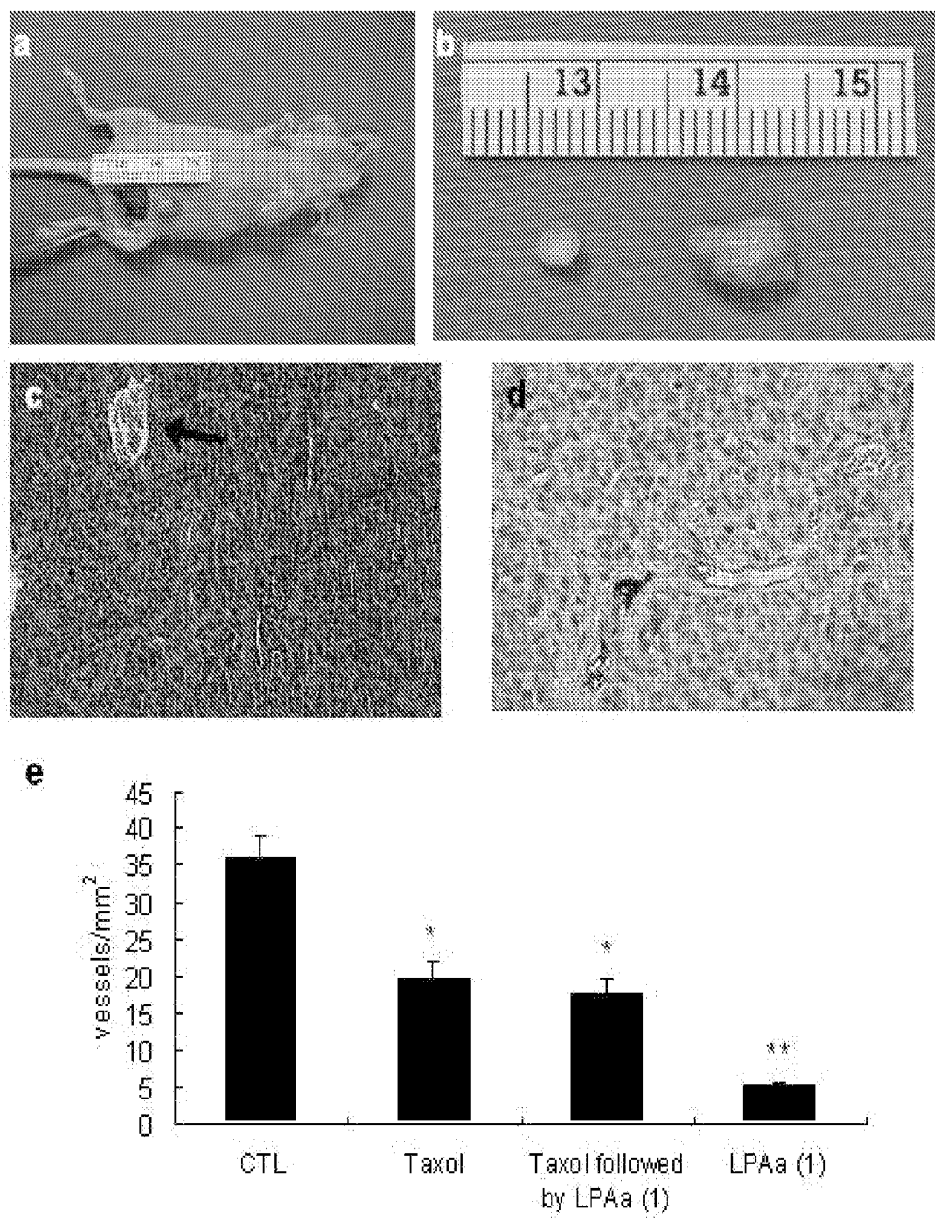 a
b
13 14 15
c
d
e
45
40
35
30
25
20
15
10
5
0
vessels/mm²
*
*
**
CTL
Taxol
Taxol followed
by LPAa (1)
LPAa (1)